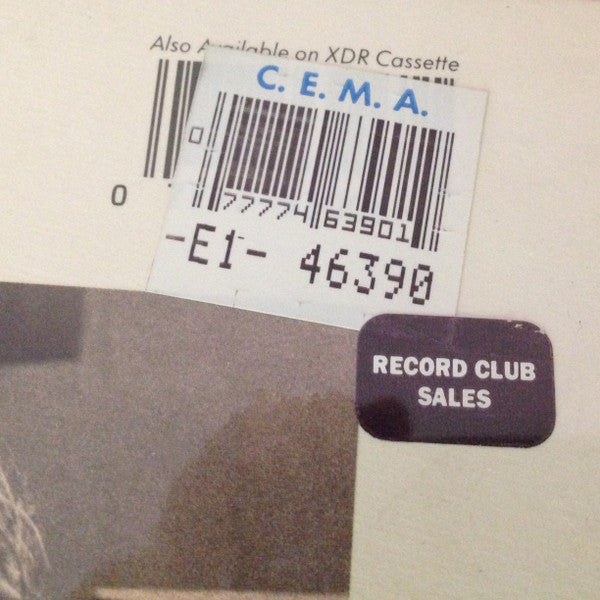 Also Available on XDR Cassette
C. E. M. A.
0
0
77774 63901
-E1- 46390
RECORD CLUB
SALES